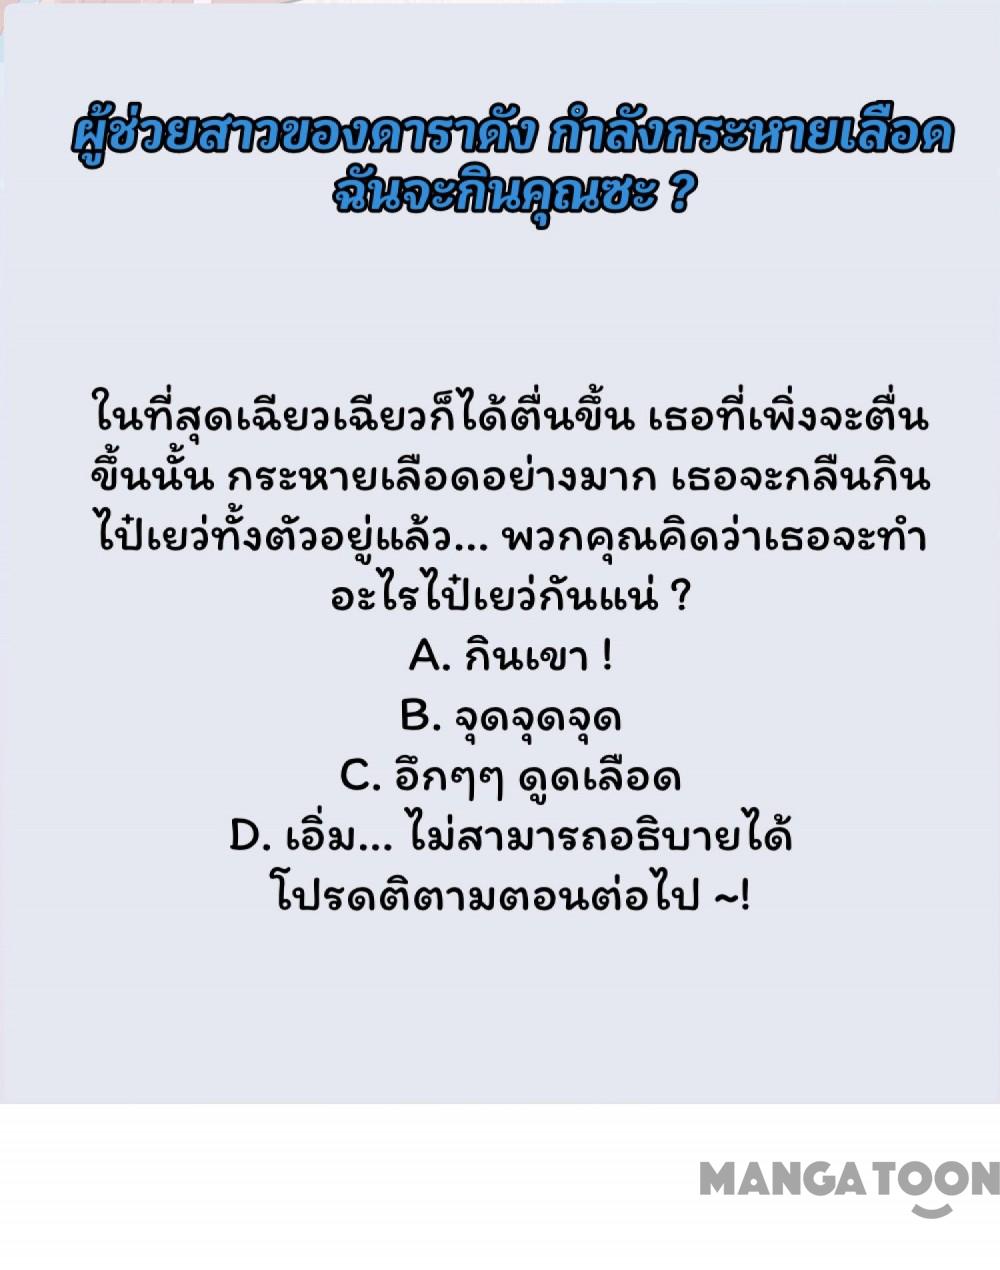 ผู้ช่วยสาวของดาราดัง กำลังกระหายเลือด
ฉันจะกินคุณซะ ?
ในที่สุดเฉียวเฉียวก็ได้ตื่นขึ้น เธอที่เพิ่งจะตื่น
ขึ้นนั้น กระหายเลือดอย่างมาก เธอจะกลืนกิน
ไป๋เยว่ทั้งตัวอยู่แล้ว... พวกคุณคิดว่าเธอจะทำ
อะไรไป๋เยว่กันแน่ ?
A. กินเขา !
B. จุดจุดจุด
C. อึกๆๆ ดูดเลือด
D. เอิ่ม... ไม่สามารถอธิบายได้
โปรดติตามตอนต่อไป ~!
MANGATOON